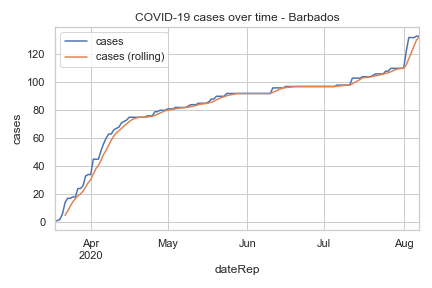 COVID-19 cases over time - Barbados
cases
cases (rolling)
120
100
80
60
40
20
0
cases
Apr
2020
May
Jun
Jul
Aug
dateRep